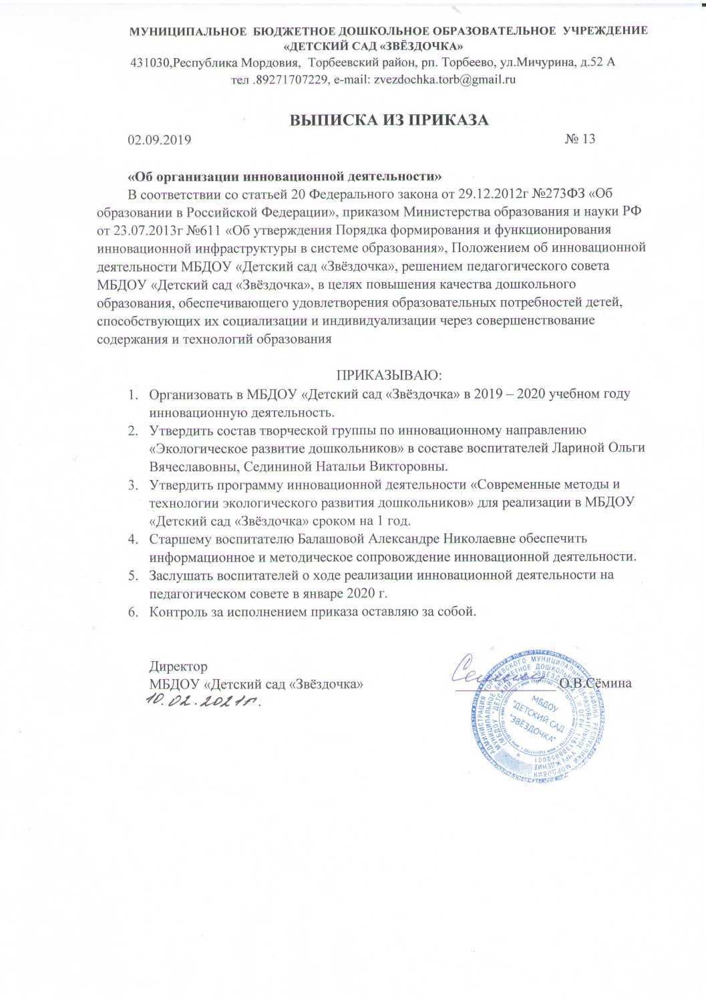 МУНИЦИПАЛЬНОЕ БЮДЖЕТНОЕ ДОШКОЛЬНОЕ ОБРАЗОВАТЕЛЬНОЕ УЧРЕЖДЕНИЕ
«ДЕТСКИЙ САД «ЗВЁЗДОЧКА»
431030,Республика Мордовия, Торбеевский район, рп. Торбеево, ул.Мичурина, д.52 А
тел .89271707229, e-mail: zvezdochka.torb@gmail.ru
ВЫПИСКА ИЗ ПРИКАЗА
02.09.2019 № 13
«Об организации инновационной деятельности»
В соответствии со статьей 20 Федерального закона от 29.12.2012г №273ФЗ «Об
образовании в Российской Федерации», приказом Министерства образования и науки РФ
от 23.07.2013г №611 «Об утверждения Порядка формирования и функционирования
инновационной инфраструктуры в системе образования», Положением об инновационной
деятельности МБДОУ «Детский сад «Звёздочка», решением педагогического совета
МБДОУ «Детский сад «Звёздочка», в целях повышения качества дошкольного
образования, обеспечивающего удовлетворения образовательных потребностей детей,
способствующих их социализации и индивидуализации через совершенствование
содержания и технологий образования
ПРИКАЗЫВАЮ:
1. Организовать в МБДОУ «Детский сад «Звёздочка» в 2019 – 2020 учебном году
инновационную деятельность.
2. Утвердить состав творческой группы по инновационному направлению
«Экологическое развитие дошкольников» в составе воспитателей Лариной Ольги
Вячеславовны, Седининой Натальи Викторовны.
3. Утвердить программу инновационной деятельности «Современные методы и
технологии экологического развития дошкольников» для реализации в МБДОУ
«Детский сад «Звёздочка» сроком на 1 год.
4. Старшему воспитателю Балашовой Александре Николаевне обеспечить
информационное и методическое сопровождение инновационной деятельности.
5. Заслушать воспитателей о ходе реализации инновационной деятельности на
педагогическом совете в январе 2020 г.
6. Контроль за исполнением приказа оставляю за собой.
Директор
МБДОУ «Детский сад «Звёздочка» О.В.Сёмина
10.02.2021г.
МБДОУ
"ДЕТСКИЙ САД
"ЗВЁЗДОЧКА"